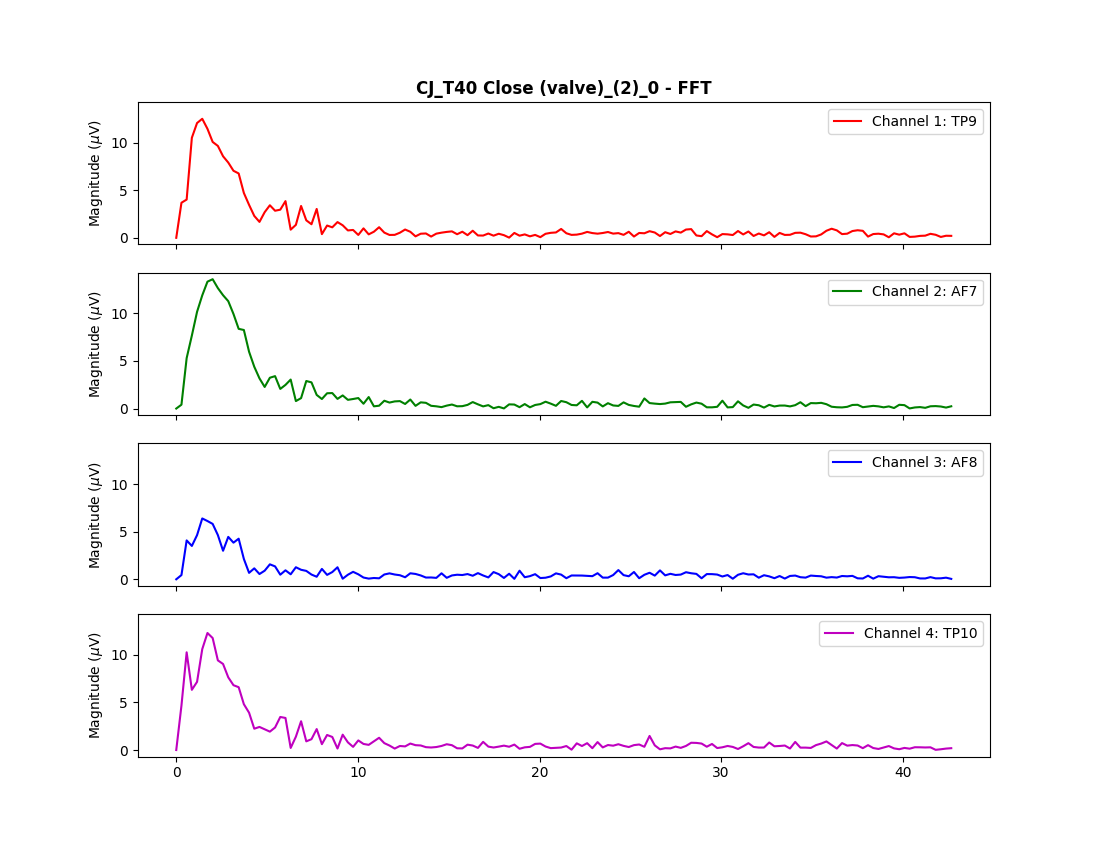 CJ_T40 Close (valve)_(2)_0 - FFT
Magnitude (μV)
10
5
0
Channel 1: TP9
Magnitude (μV)
10
5
0
Channel 2: AF7
Magnitude (μV)
10
5
0
Channel 3: AF8
Magnitude (μV)
10
5
0
Channel 4: TP10
0 10 20 30 40